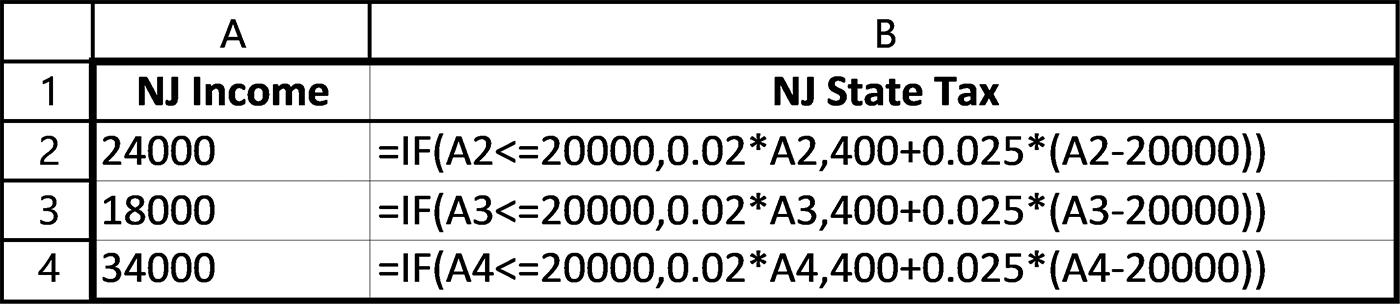 A B
1 NJ Income NJ State Tax
2 24000 =IF(A2<=20000,0.02*A2,400+0.025*(A2-20000))
3 18000 =IF(A3<=20000,0.02*A3,400+0.025*(A3-20000))
4 34000 =IF(A4<=20000,0.02*A4,400+0.025*(A4-20000))